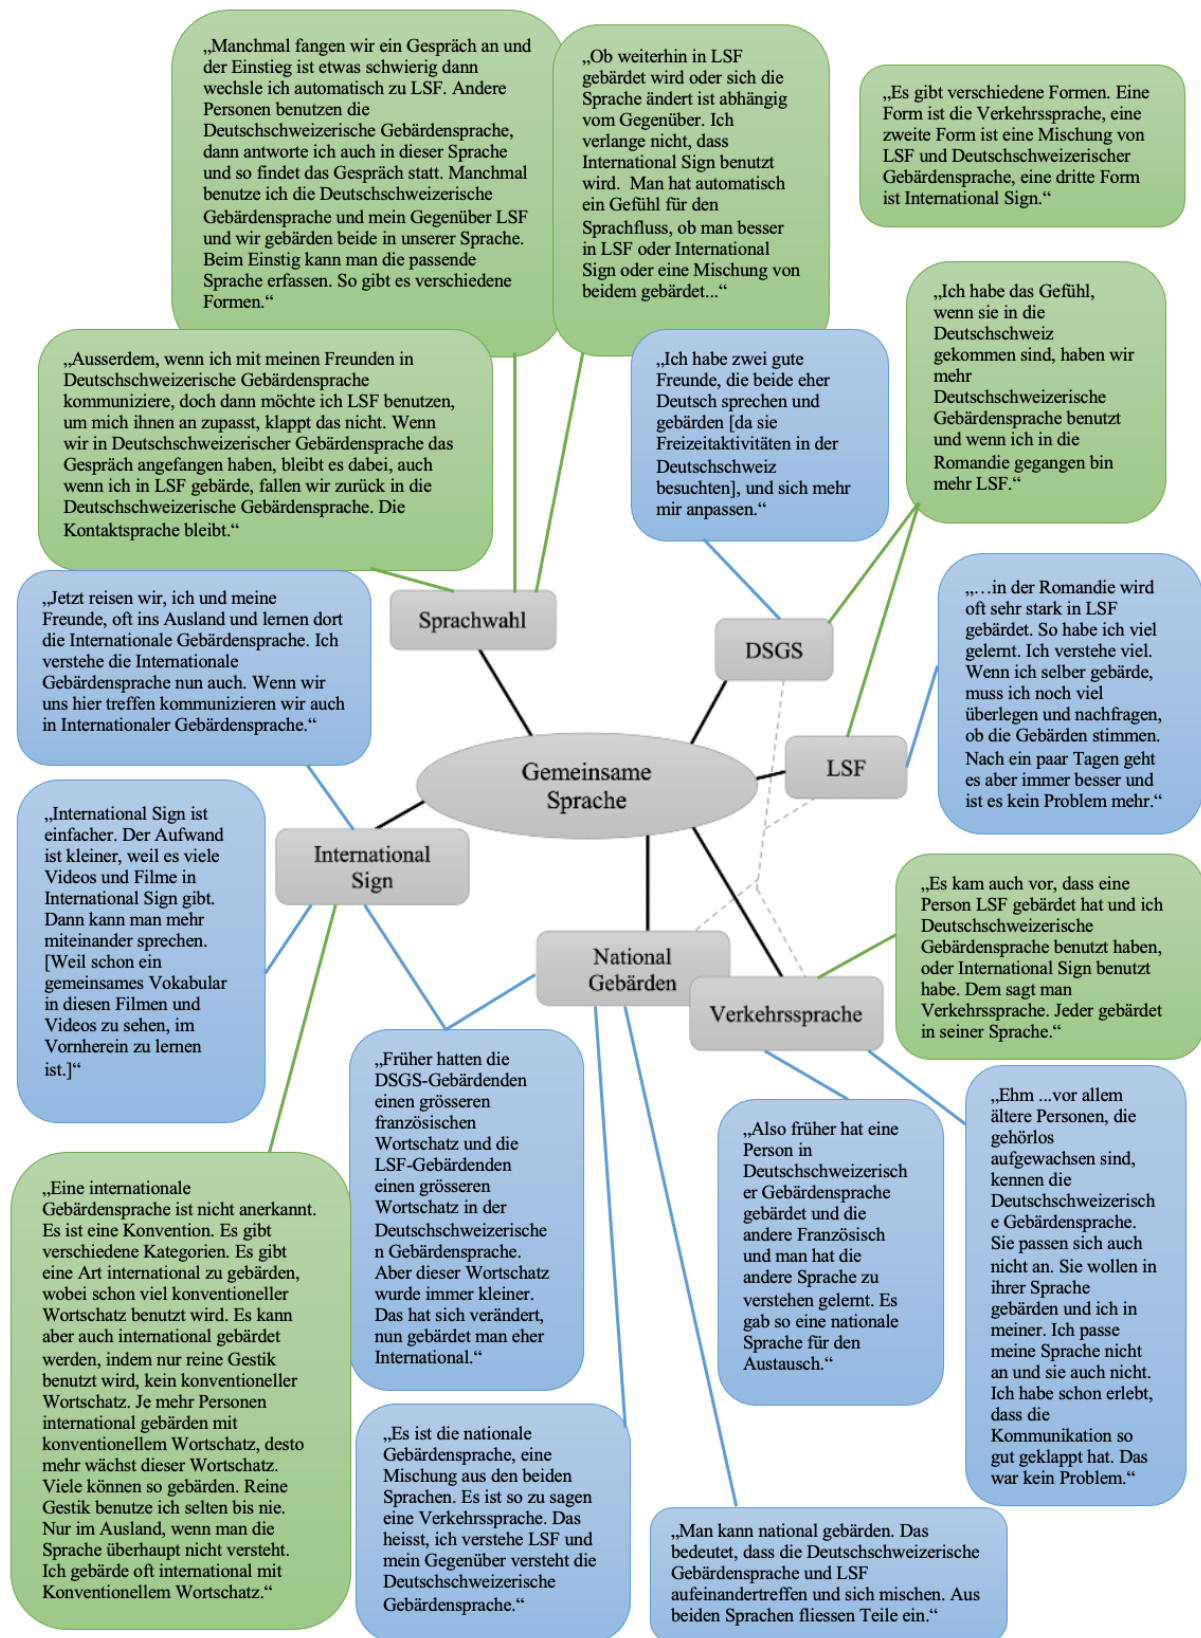 „Manchmal fangen wir ein Gespräch an und
der Einstieg ist etwas schwierig dann
wechsle ich automatisch zu LSF. Andere
Personen benutzen die
Deutschschweizerische Gebärdensprache,
dann antworte ich auch in dieser Sprache
und so findet das Gespräch statt. Manchmal
benutze ich die Deutschschweizerische
Gebärdensprache und mein Gegenüber LSF
und wir gebärden beide in unserer Sprache.
Beim Einstig kann man die passende
Sprache erfassen. So gibt es verschiedene
Formen.“
„Ob weiterhin in LSF
gebärdet wird oder sich die
Sprache ändert ist abhängig
vom Gegenüber. Ich
verlange nicht, dass
International Sign benutzt
wird. Man hat automatisch
ein Gefühl für den
Sprachfluss, ob man besser
in LSF oder International
Sign oder eine Mischung von
beidem gebärdet...“
„Es gibt verschiedene Formen. Eine
Form ist die Verkehrssprache, eine
zweite Form ist eine Mischung von
LSF und Deutschschweizerischer
Gebärdensprache, eine dritte Form
ist International Sign.“
„Ich habe das Gefühl,
wenn sie in die
Deutschschweiz
gekommen sind, haben wir
mehr
Deutschschweizerische
Gebärdensprache benutzt
und wenn ich in die
Romandie gegangen bin
mehr LSF.“
„Ausserdem, wenn ich mit meinen Freunden in
Deutschschweizerische Gebärdensprache
kommuniziere, doch dann möchte ich LSF benutzen,
um mich ihnen an zupasst, klappt das nicht. Wenn
wir in Deutschschweizerischer Gebärdensprache das
Gespräch angefangen haben, bleibt es dabei, auch
wenn ich in LSF gebärde, fallen wir zurück in die
Deutschschweizerische Gebärdensprache. Die
Kontaktsprache bleibt.“
„Ich habe zwei gute
Freunde, die beide eher
Deutsch sprechen und
gebärden [da sie
Freizeitaktivitäten in der
Deutschschweiz
besuchten], und sich mehr
mir anpassen.“
„Jetzt reisen wir, ich und meine
Freunde, oft ins Ausland und lernen dort
die Internationale Gebärdensprache. Ich
verstehe die Internationale
Gebärdensprache nun auch. Wenn wir
uns hier treffen kommunizieren wir auch
in Internationaler Gebärdensprache.“
Sprachwahl
DSGS
„…in der Romandie wird
oft sehr stark in LSF
gebärdet. So habe ich viel
gelernt. Ich verstehe viel.
Wenn ich selber gebärde,
muss ich noch viel
überlegen und nachfragen,
ob die Gebärden stimmen.
Nach ein paar Tagen geht
es aber immer besser und
ist es kein Problem mehr.“
Gemeinsame
Sprache
LSF
„International Sign ist
einfacher. Der Aufwand
ist kleiner, weil es viele
Videos und Filme in
International Sign gibt.
Dann kann man mehr
miteinander sprechen.
[Weil schon ein
gemeinsames Vokabular
in diesen Filmen und
Videos zu sehen, im
Vornherein zu lernen
ist.]“
International
Sign
National
Gebärden
Verkehrssprache
„Es kam auch vor, dass eine
Person LSF gebärdet hat und ich
Deutschschweizerische
Gebärdensprache benutzt haben,
oder International Sign benutzt
habe. Dem sagt man
Verkehrssprache. Jeder gebärdet
in seiner Sprache.“
„Früher hatten die
DSGS-Gebärdenden
einen grösseren
französischen
Wortschatz und die
LSF-Gebärdenden
einen grösseren
Wortschatz in der
Deutschschweizerische
n Gebärdensprache.
Aber dieser Wortschatz
wurde immer kleiner.
Das hat sich verändert,
nun gebärdet man eher
International.“
„Also früher hat eine
Person in
Deutschschweizerisch
er Gebärdensprache
gebärdet und die
andere Französisch
und man hat die
andere Sprache zu
verstehen gelernt. Es
gab so eine nationale
Sprache für den
Austausch.“
„Ehm ...vor allem
ältere Personen, die
gehörlos
aufgewachsen sind,
kennen die
Deutschschweizerisch
e Gebärdensprache.
Sie passen sich auch
nicht an. Sie wollen in
ihrer Sprache
gebärden und ich in
meiner. Ich passe
meine Sprache nicht
an und sie auch nicht.
Ich habe schon erlebt,
dass die
Kommunikation so
gut geklappt hat. Das
war kein Problem.“
„Eine internationale
Gebärdensprache ist nicht anerkannt.
Es ist eine Konvention. Es gibt
verschiedene Kategorien. Es gibt
eine Art international zu gebärden,
wobei schon viel konventioneller
Wortschatz benutzt wird. Es kann
aber auch international gebärdet
werden, indem nur reine Gestik
benutzt wird, kein konventioneller
Wortschatz. Je mehr Personen
international gebärden mit
konventionellem Wortschatz, desto
mehr wächst dieser Wortschatz.
Viele können so gebärden. Reine
Gestik benutze ich selten bis nie.
Nur im Ausland, wenn man die
Sprache überhaupt nicht versteht.
Ich gebärde oft international mit
Konventionellem Wortschatz.“
„Es ist die nationale
Gebärdensprache, eine
Mischung aus den beiden
Sprachen. Es ist so zu sagen
eine Verkehrssprache. Das
heisst, ich verstehe LSF und
mein Gegenüber versteht die
Deutschschweizerische
Gebärdensprache.“
„Man kann national gebärden. Das
bedeutet, dass die Deutschschweizerische
Gebärdensprache und LSF
aufeinandertreffen und sich mischen. Aus
beiden Sprachen fliessen Teile ein.“